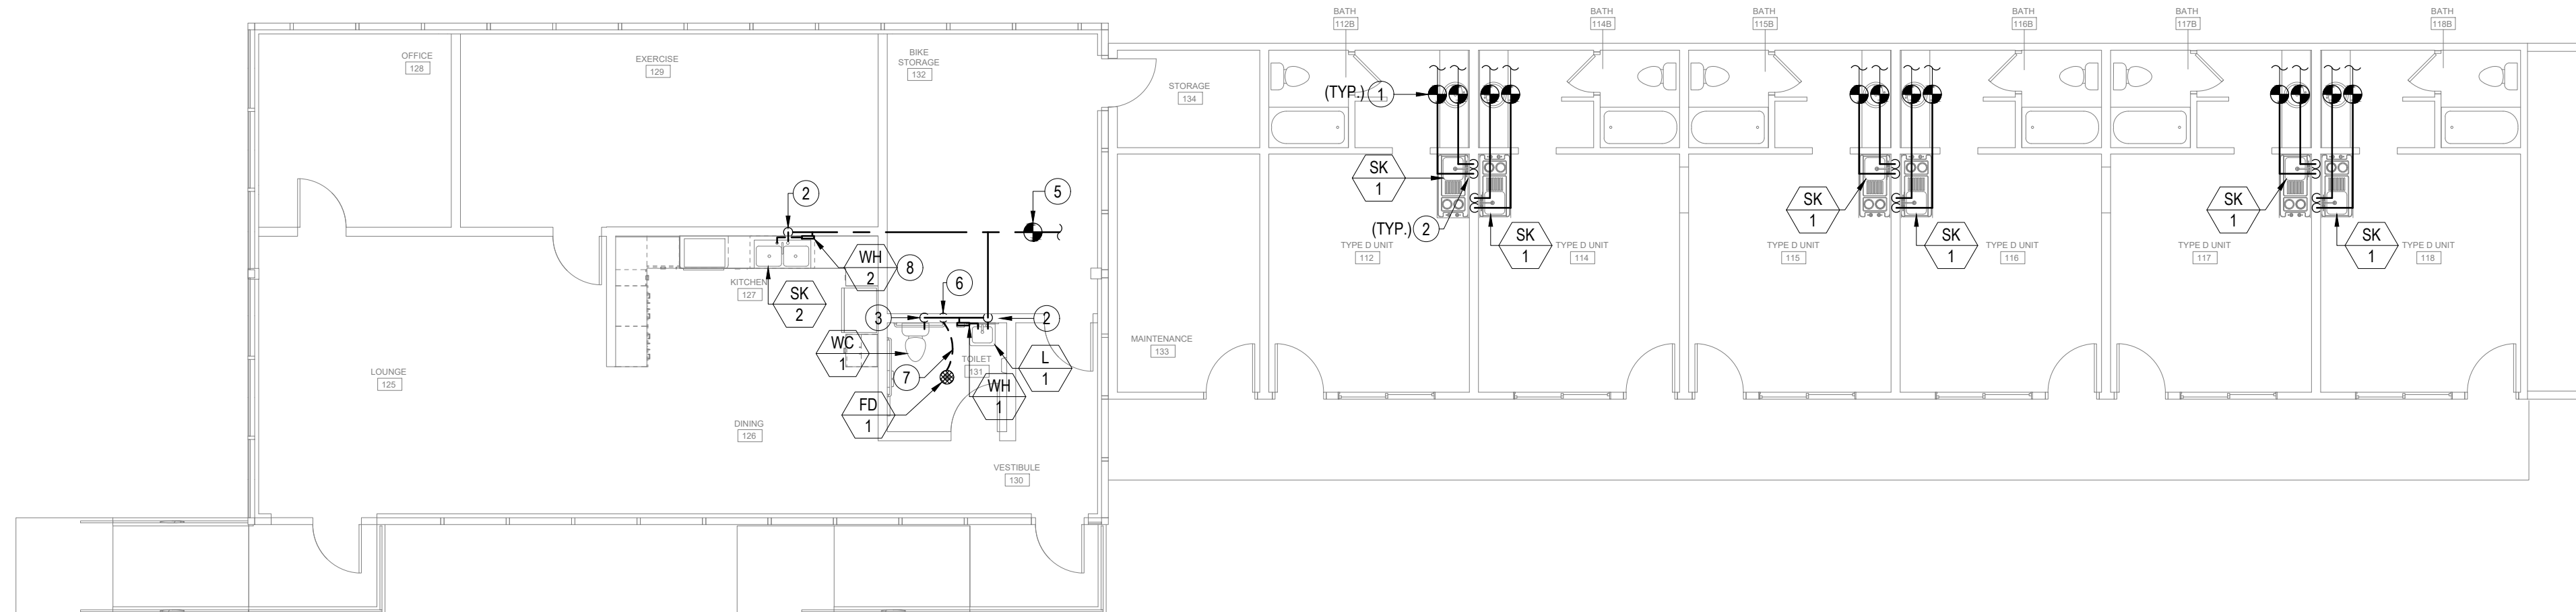 BATH
112B
BATH
114B
BATH
115B
BATH
116B
BATH
117B
BATH
118B
OFFICE
128
EXERCISE
129
BIKE
STORAGE
132
STORAGE
134
(TYP.) 1
SK
1
(TYP.) 2
SK
1
SK
1
SK
1
SK
1
SK
1
TYPE D UNIT
112
TYPE D UNIT
114
TYPE D UNIT
115
TYPE D UNIT
116
TYPE D UNIT
117
TYPE D UNIT
118
2
5
WH
2
8
6
KITCHEN
127
SK
2
3
2
WC
1
TOILET
131
L
1
7
WH
1
FD
1
MAINTENANCE
133
LOUNGE
125
DINING
126
VESTIBULE
130